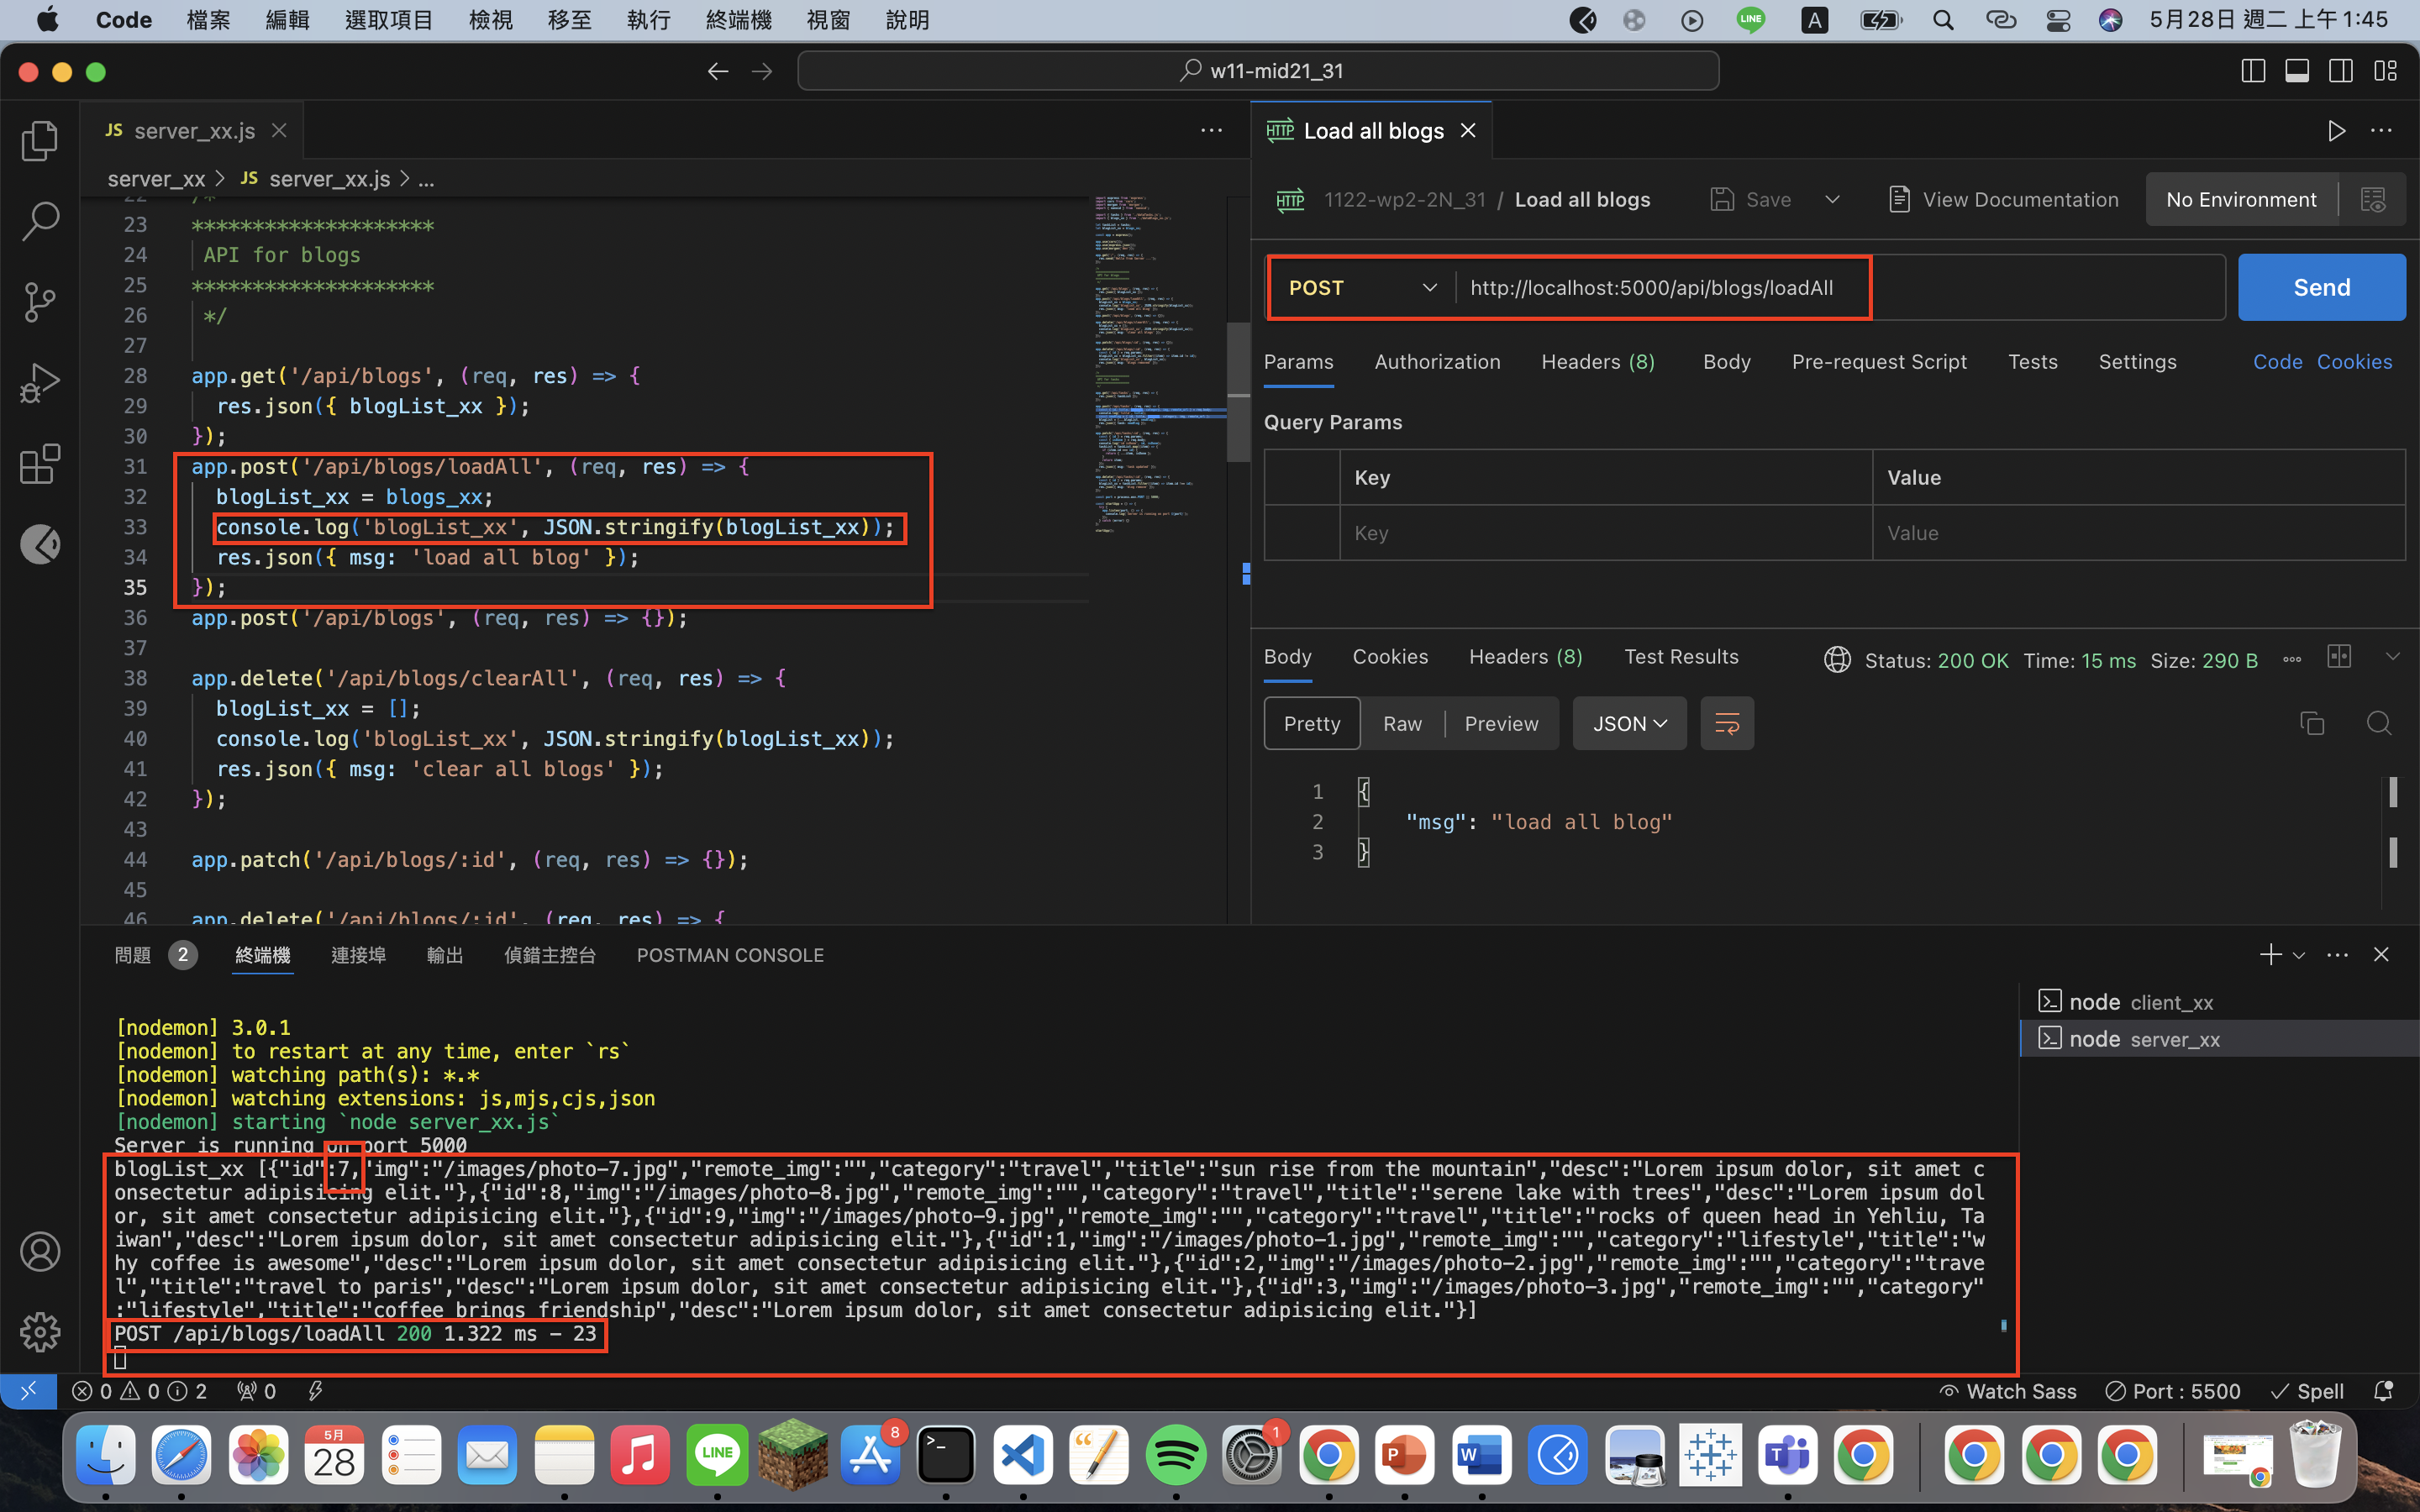 Code 檔案 編輯 選取項目 檢視 移至 執行 終端機 視窗 說明 LINE A 5月28日 週二 上午 1:45
w11-mid21_31
JS server_xx.js
server_xx > JS server_xx.js > ...
22 /*
23 ********************
24 API for blogs
25 ********************
26 */
27
28 app.get('/api/blogs', (req, res) => {
29 res.json({ blogList_xx });
30 });
31 app.post('/api/blogs/loadAll', (req, res) => {
32 blogList_xx = blogs_xx;
33 console.log('blogList_xx', JSON.stringify(blogList_xx));
34 res.json({ msg: 'load all blog' });
35 });
36 app.post('/api/blogs', (req, res) => {});
37
38 app.delete('/api/blogs/clearAll', (req, res) => {
39 blogList_xx = [];
40 console.log('blogList_xx', JSON.stringify(blogList_xx));
41 res.json({ msg: 'clear all blogs' });
42 });
43
44 app.patch('/api/blogs/:id', (req, res) => {});
45
46 app.delete('/api/blogs/:id', (req, res) => {
HTTP Load all blogs
HTTP 1122-wp2-2N_31 / Load all blogs Save View Documentation No Environment
POST http://localhost:5000/api/blogs/loadAll Send
Params Authorization Headers (8) Body Pre-request Script Tests Settings Code Cookies
Query Params
Key Value
Key Value
Body Cookies Headers (8) Test Results Status: 200 OK Time: 15 ms Size: 290 B
Pretty Raw Preview JSON
1 {
2 "msg": "load all blog"
3 }
問題 2 終端機 連接埠 輸出 偵錯主控台 POSTMAN CONSOLE
[nodemon] 3.0.1
[nodemon] to restart at any time, enter `rs`
[nodemon] watching path(s): *.*
[nodemon] watching extensions: js,mjs,cjs,json
[nodemon] starting `node server_xx.js`
Server is running on port 5000
blogList_xx [{"id":7,"img":"/images/photo-7.jpg","remote_img":"","category":"travel","title":"sun rise from the mountain","desc":"Lorem ipsum dolor, sit amet c
onsectetur adipisicing elit."},{"id":8,"img":"/images/photo-8.jpg","remote_img":"","category":"travel","title":"serene lake with trees","desc":"Lorem ipsum dol
or, sit amet consectetur adipisicing elit."},{"id":9,"img":"/images/photo-9.jpg","remote_img":"","category":"travel","title":"rocks of queen head in Yehliu, Ta
iwan","desc":"Lorem ipsum dolor, sit amet consectetur adipisicing elit."},{"id":1,"img":"/images/photo-1.jpg","remote_img":"","category":"lifestyle","title":"w
hy coffee is awesome","desc":"Lorem ipsum dolor, sit amet consectetur adipisicing elit."},{"id":2,"img":"/images/photo-2.jpg","remote_img":"","category":"trave
l","title":"travel to paris","desc":"Lorem ipsum dolor, sit amet consectetur adipisicing elit."},{"id":3,"img":"/images/photo-3.jpg","remote_img":"","category"
:"lifestyle","title":"coffee brings friendship","desc":"Lorem ipsum dolor, sit amet consectetur adipisicing elit."}]
POST /api/blogs/loadAll 200 1.322 ms - 23
node client_xx
node server_xx
0 0 2 0 Watch Sass Port : 5500 Spell
5月
28
LINE
8
1
P
W
T